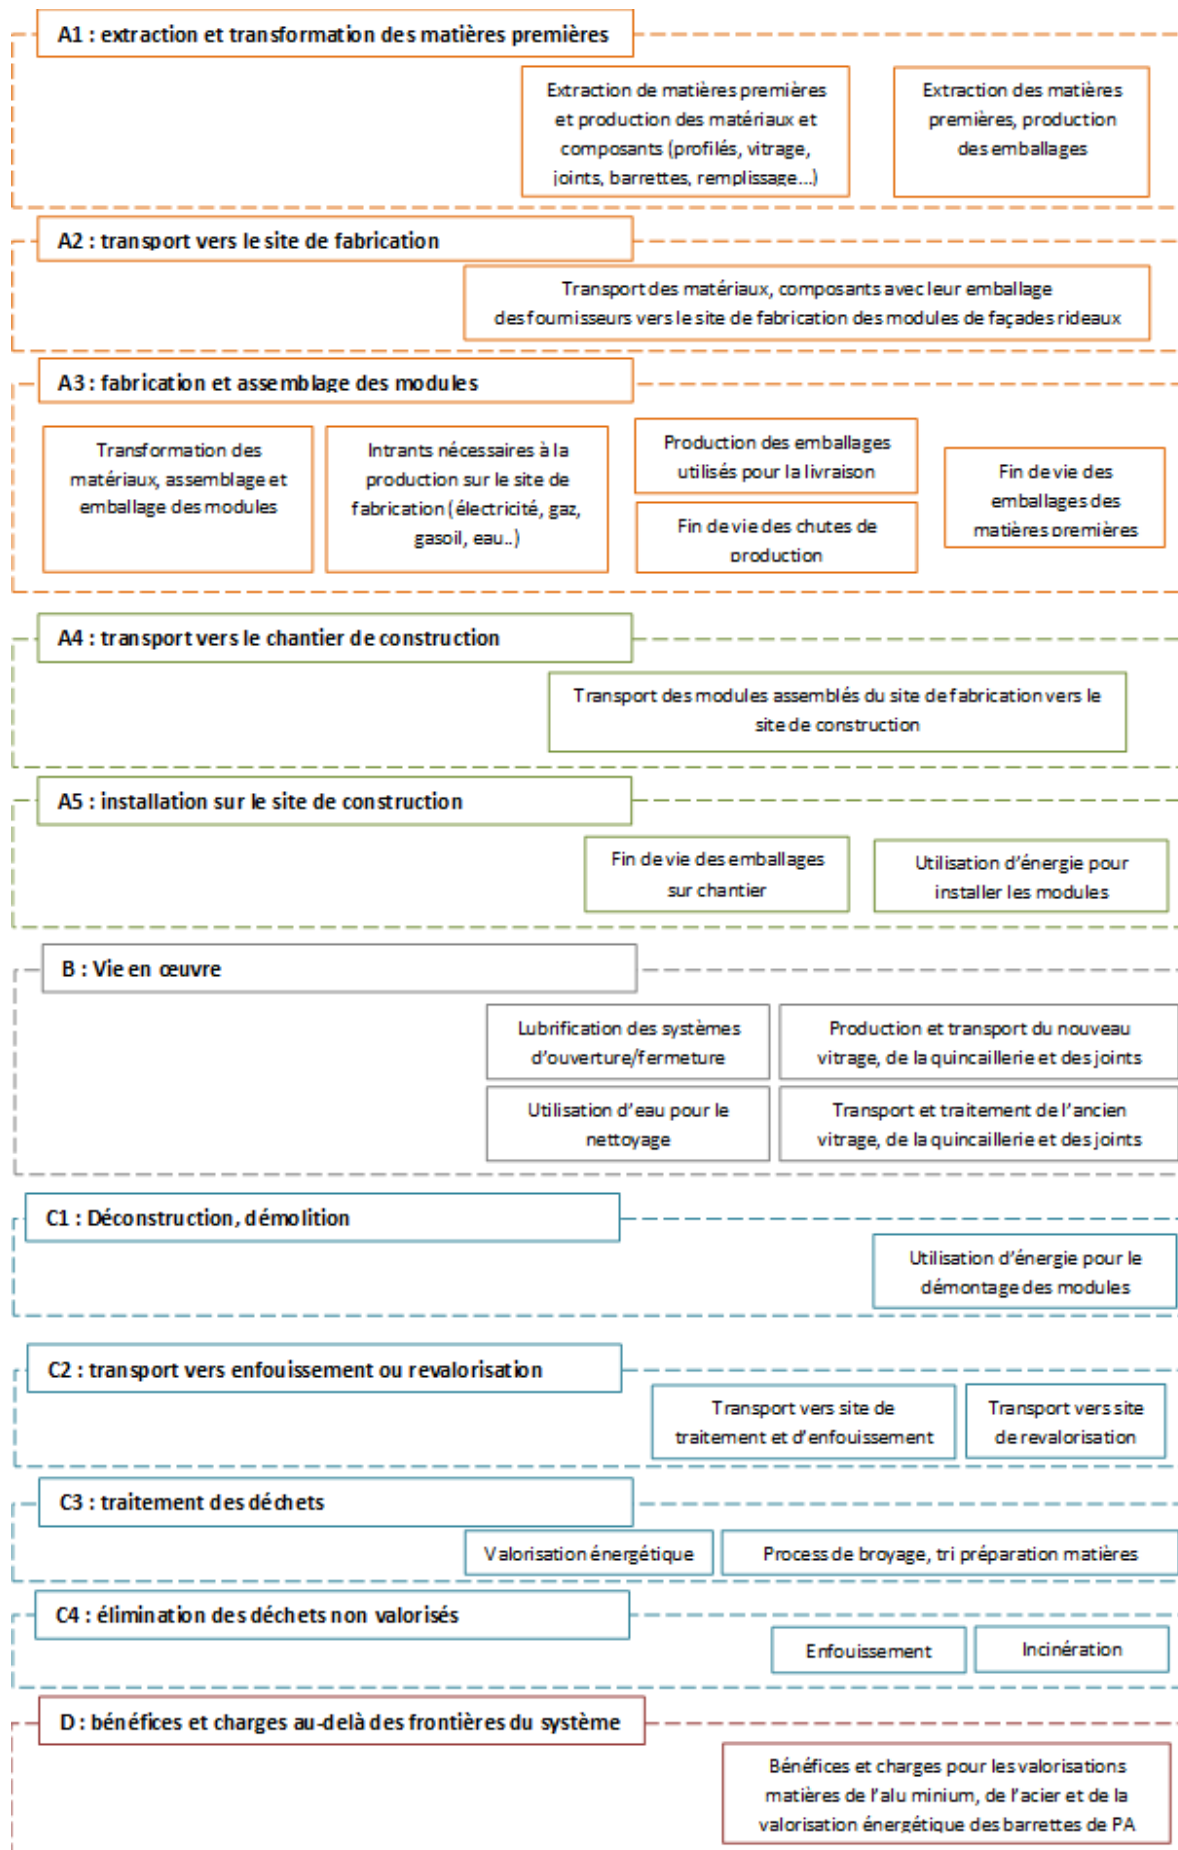 A1 : extraction et transformation des matières premières
Extraction de matières premières
et production des matériaux et
composants (profilés, vitrage,
joints, barrettes, remplissage...)
Extraction des matières
premières, production
des emballages
A2 : transport vers le site de fabrication
Transport des matériaux, composants avec leur emballage
des fournisseurs vers le site de fabrication des modules de façades rideaux
A3 : fabrication et assemblage des modules
Transformation des
matériaux, assemblage et
emballage des modules
Intrants nécessaires à la
production sur le site de
fabrication (électricité, gaz,
gasoil, eau..)
Production des emballages
utilisés pour la livraison
Fin de vie des chutes de
production
Fin de vie des
emballages des
matières premières
A4 : transport vers le chantier de construction
Transport des modules assemblés du site de fabrication vers le
site de construction
A5 : installation sur le site de construction
Fin de vie des emballages
sur chantier
Utilisation d'énergie pour
installer les modules
B : Vie en œuvre
Lubrification des systèmes
d'ouverture/fermeture
Production et transport du nouveau
vitrage, de la quincaillerie et des joints
Utilisation d'eau pour le
nettoyage
Transport et traitement de l'ancien
vitrage, de la quincaillerie et des joints
C1 : Déconstruction, démolition
Utilisation d'énergie pour le
démontage des modules
C2 : transport vers enfouissement ou revalorisation
Transport vers site de
traitement et d'enfouissement
Transport vers site
de revalorisation
C3 : traitement des déchets
Valorisation énergétique
Process de broyage, tri préparation matières
C4 : élimination des déchets non valorisés
Enfouissement
Incinération
D : bénéfices et charges au-delà des frontières du système
Bénéfices et charges pour les valorisations
matières de l'alu minium, de l'acier et de la
valorisation énergétique des barrettes de PA